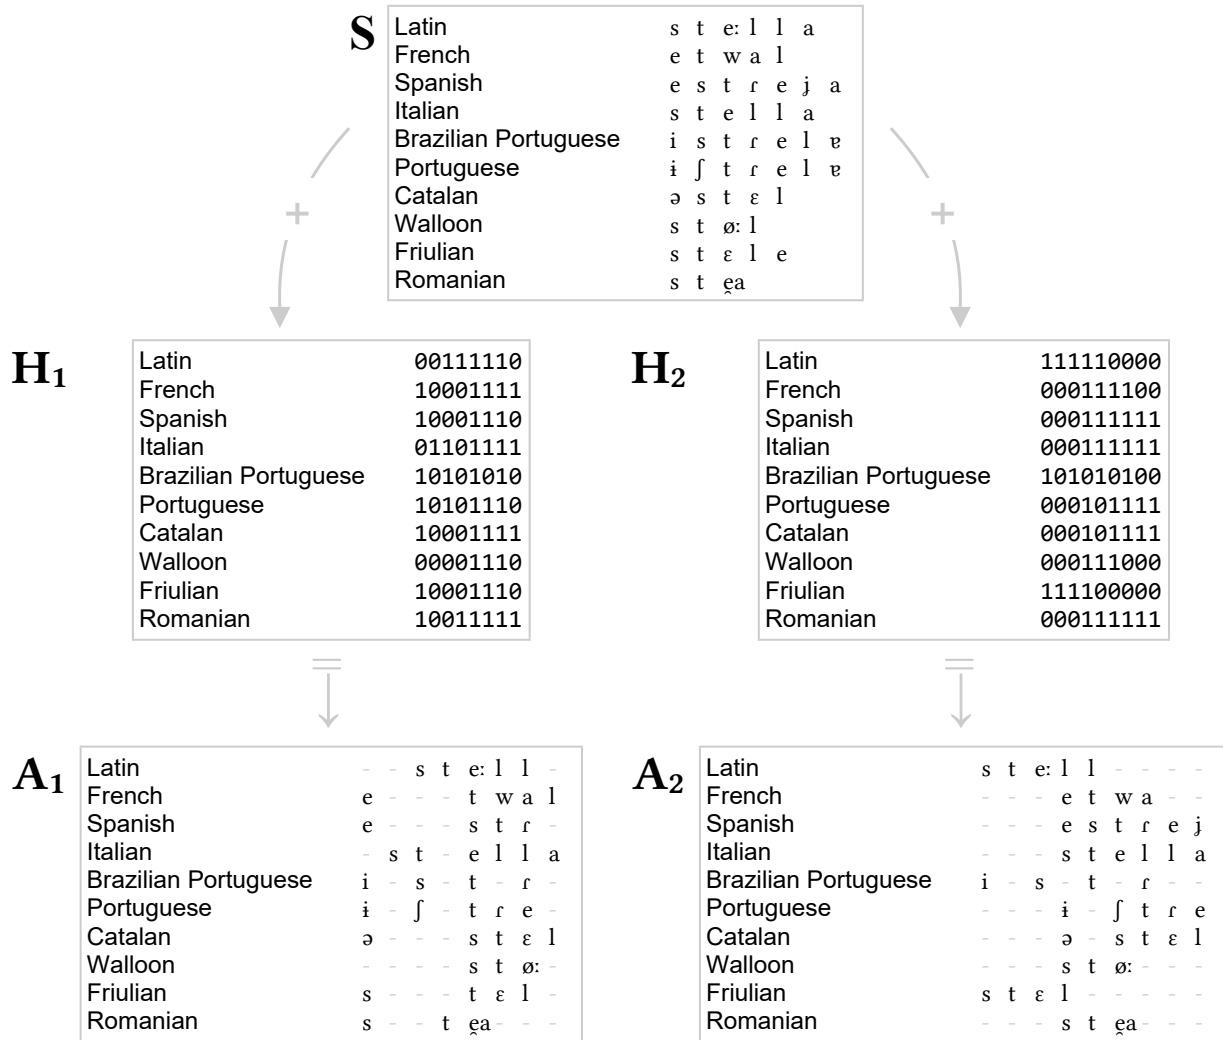 S
Latin s t eː l l a
French e t w a l
Spanish e s t ɾ e ʝ a
Italian s t e l l a
Brazilian Portuguese i s t ɾ e l ɐ
Portuguese ɨ ʃ t ɾ e l ɐ
Catalan ə s t ɛ l
Walloon s t øː l
Friulian s t ɛ l e
Romanian s t e̯a
+ +
H₁
Latin 00111110
French 10001111
Spanish 10001110
Italian 01101111
Brazilian Portuguese 10101010
Portuguese 10101110
Catalan 10001111
Walloon 00001110
Friulian 10001110
Romanian 10011111
H₂
Latin 111110000
French 000111100
Spanish 000111111
Italian 000111111
Brazilian Portuguese 101010100
Portuguese 000101111
Catalan 000101111
Walloon 000111000
Friulian 111100000
Romanian 000111111
A₁
Latin - - s t eː l l -
French e - - - t w a l
Spanish e - - - s t ɾ -
Italian - s t - e l l a
Brazilian Portuguese i - s - t - ɾ -
Portuguese ɨ - ʃ - t ɾ e -
Catalan ə - - - s t ɛ l
Walloon - - - - s t øː -
Friulian s - - - t ɛ l -
Romanian s - - t e̯a - - -
A₂
Latin s t eː l l - - - -
French - - - e t w a - -
Spanish - - - e s t ɾ e ʝ
Italian - - - s t e l l a
Brazilian Portuguese i - s - t - ɾ - -
Portuguese - - - ɨ - ʃ t ɾ e
Catalan - - - ə - s t ɛ l
Walloon - - - s t øː - - -
Friulian s t ɛ l - - - - -
Romanian - - - s t e̯a - - -